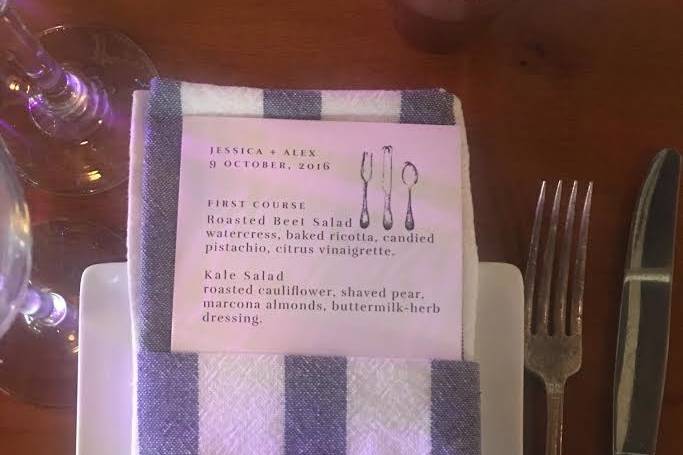 JESSICA + ALEX
9 OCTOBER, 2016
FIRST COURSE
Roasted Beet Salad
watercress, baked ricotta, candied
pistachio, citrus vinaigrette.
Kale Salad
roasted cauliflower, shaved pear,
marcona almonds, buttermilk-herb
dressing.